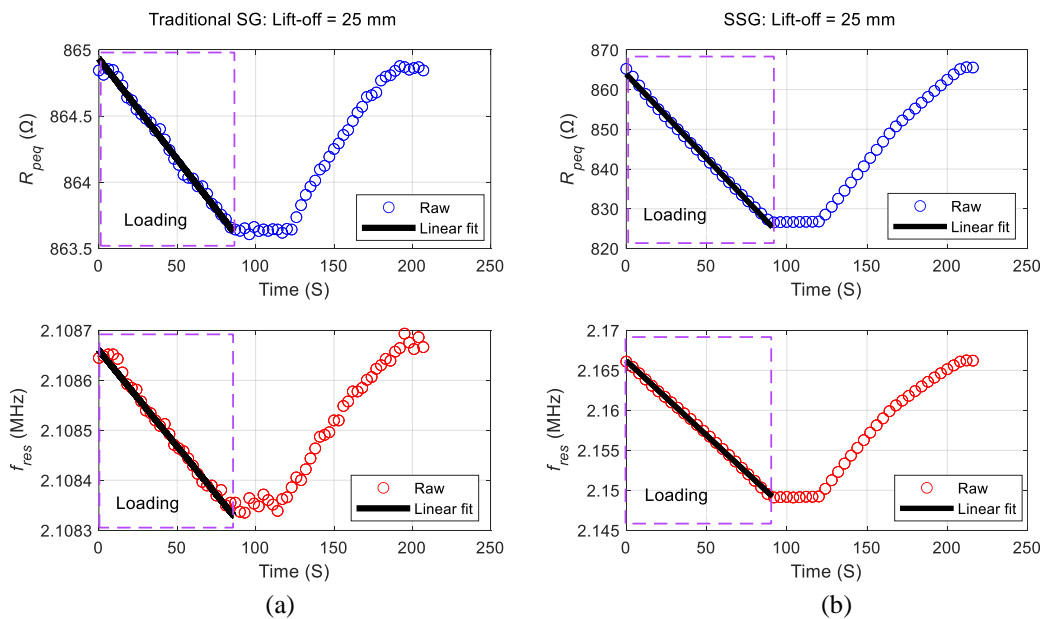 Traditional SG: Lift-off = 25 mm
865
864.5
864
863.5
R_peq (Ω)
Loading
Raw
Linear fit
0 50 100 150 200 250
Time (S)
2.1087
2.1086
2.1085
2.1084
2.1083
f_res (MHz)
Loading
Raw
Linear fit
0 50 100 150 200 250
Time (S)
(a)
SSG: Lift-off = 25 mm
870
860
850
840
830
820
R_peq (Ω)
Loading
Raw
Linear fit
0 50 100 150 200 250
Time (S)
2.17
2.165
2.16
2.155
2.15
2.145
f_res (MHz)
Loading
Raw
Linear fit
0 50 100 150 200 250
Time (S)
(b)